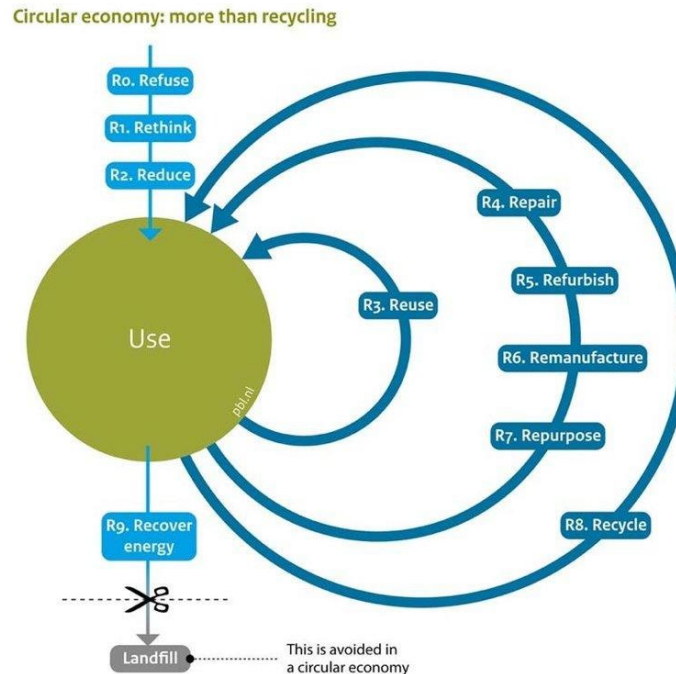 Circular economy: more than recycling
R0. Refuse
R1. Rethink
R2. Reduce
R4. Repair
R5. Refurbish
R3. Reuse
Use
R6. Remanufacture
pbl.nl
R7. Repurpose
R9. Recover
energy
R8. Recycle
Landfill
This is avoided in
a circular economy